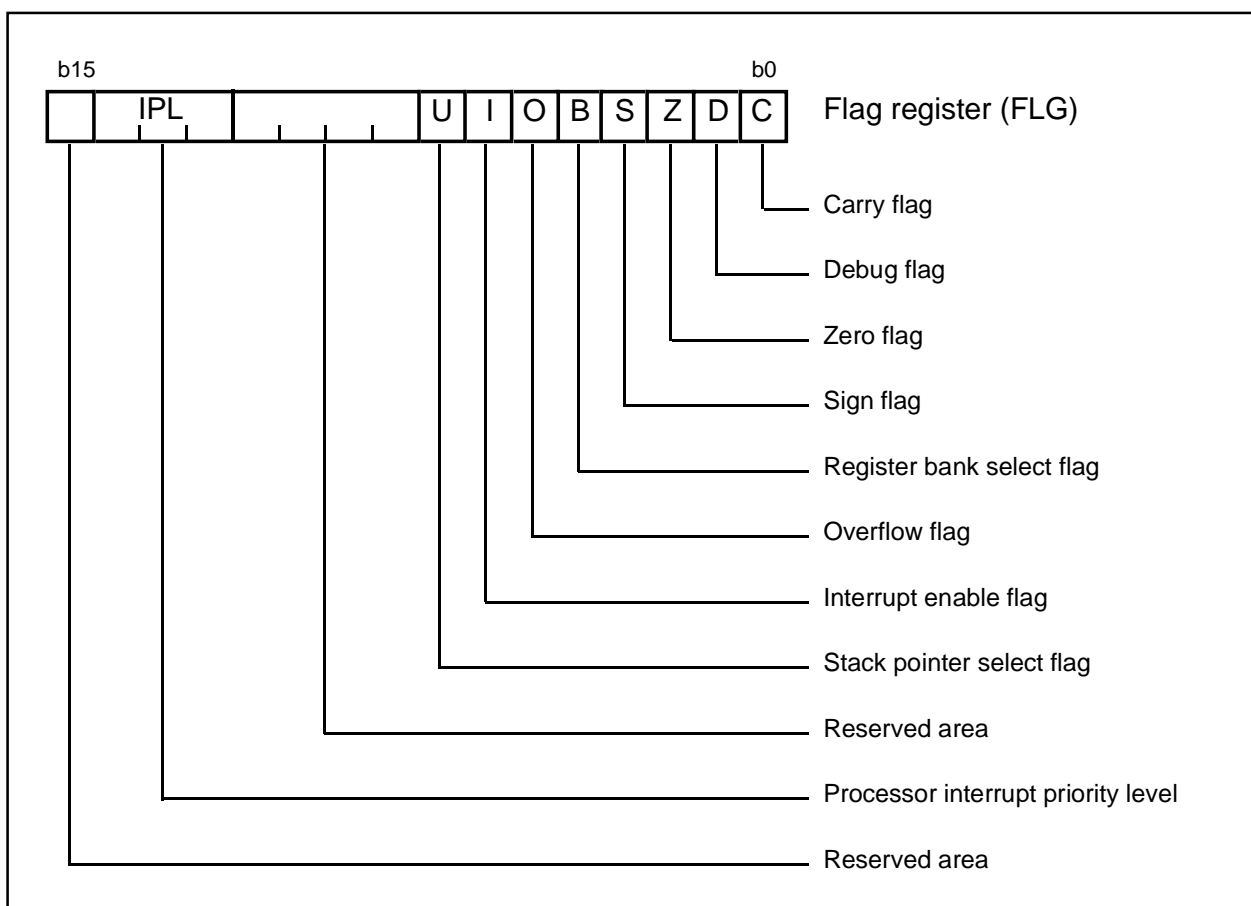 b15 b0
IPL U I O B S Z D C Flag register (FLG)
Carry flag
Debug flag
Zero flag
Sign flag
Register bank select flag
Overflow flag
Interrupt enable flag
Stack pointer select flag
Reserved area
Processor interrupt priority level
Reserved area